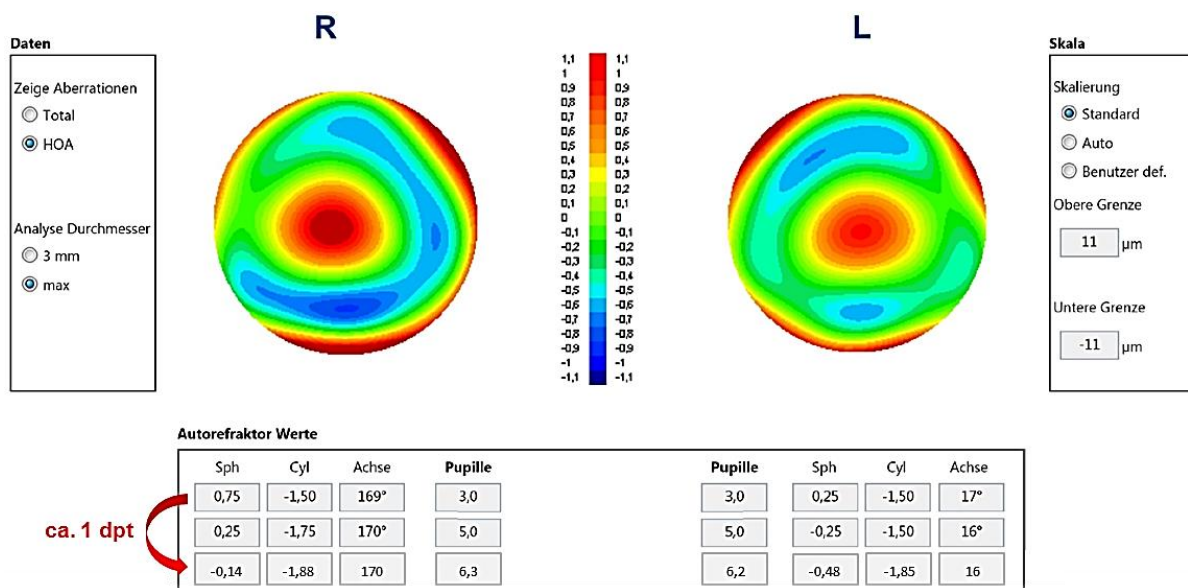 R
L
Daten
Zeige Aberrationen
Total
HOA
Analyse Durchmesser
3 mm
max
1,1 1,1
1 1
0,9 0,9
0,8 0,8
0,7 0,7
0,6 0,6
0,5 0,5
0,4 0,4
0,3 0,3
0,2 0,2
0,1 0,1
0 0
-0,1 -0,1
-0,2 -0,2
-0,3 -0,3
-0,4 -0,4
-0,5 -0,5
-0,6 -0,6
-0,7 -0,7
-0,8 -0,8
-0,9 -0,9
-1 -1
-1,1 -1,1
Skala
Skalierung
Standard
Auto
Benutzer def.
Obere Grenze
11 µm
Untere Grenze
-11 µm
Autorefraktor Werte
Sph Cyl Achse Pupille Pupille Sph Cyl Achse
0,75 -1,50 169° 3,0 3,0 0,25 -1,50 17°
ca. 1 dpt
0,25 -1,75 170° 5,0 5,0 -0,25 -1,50 16°
-0,14 -1,88 170 6,3 6,2 -0,48 -1,85 16